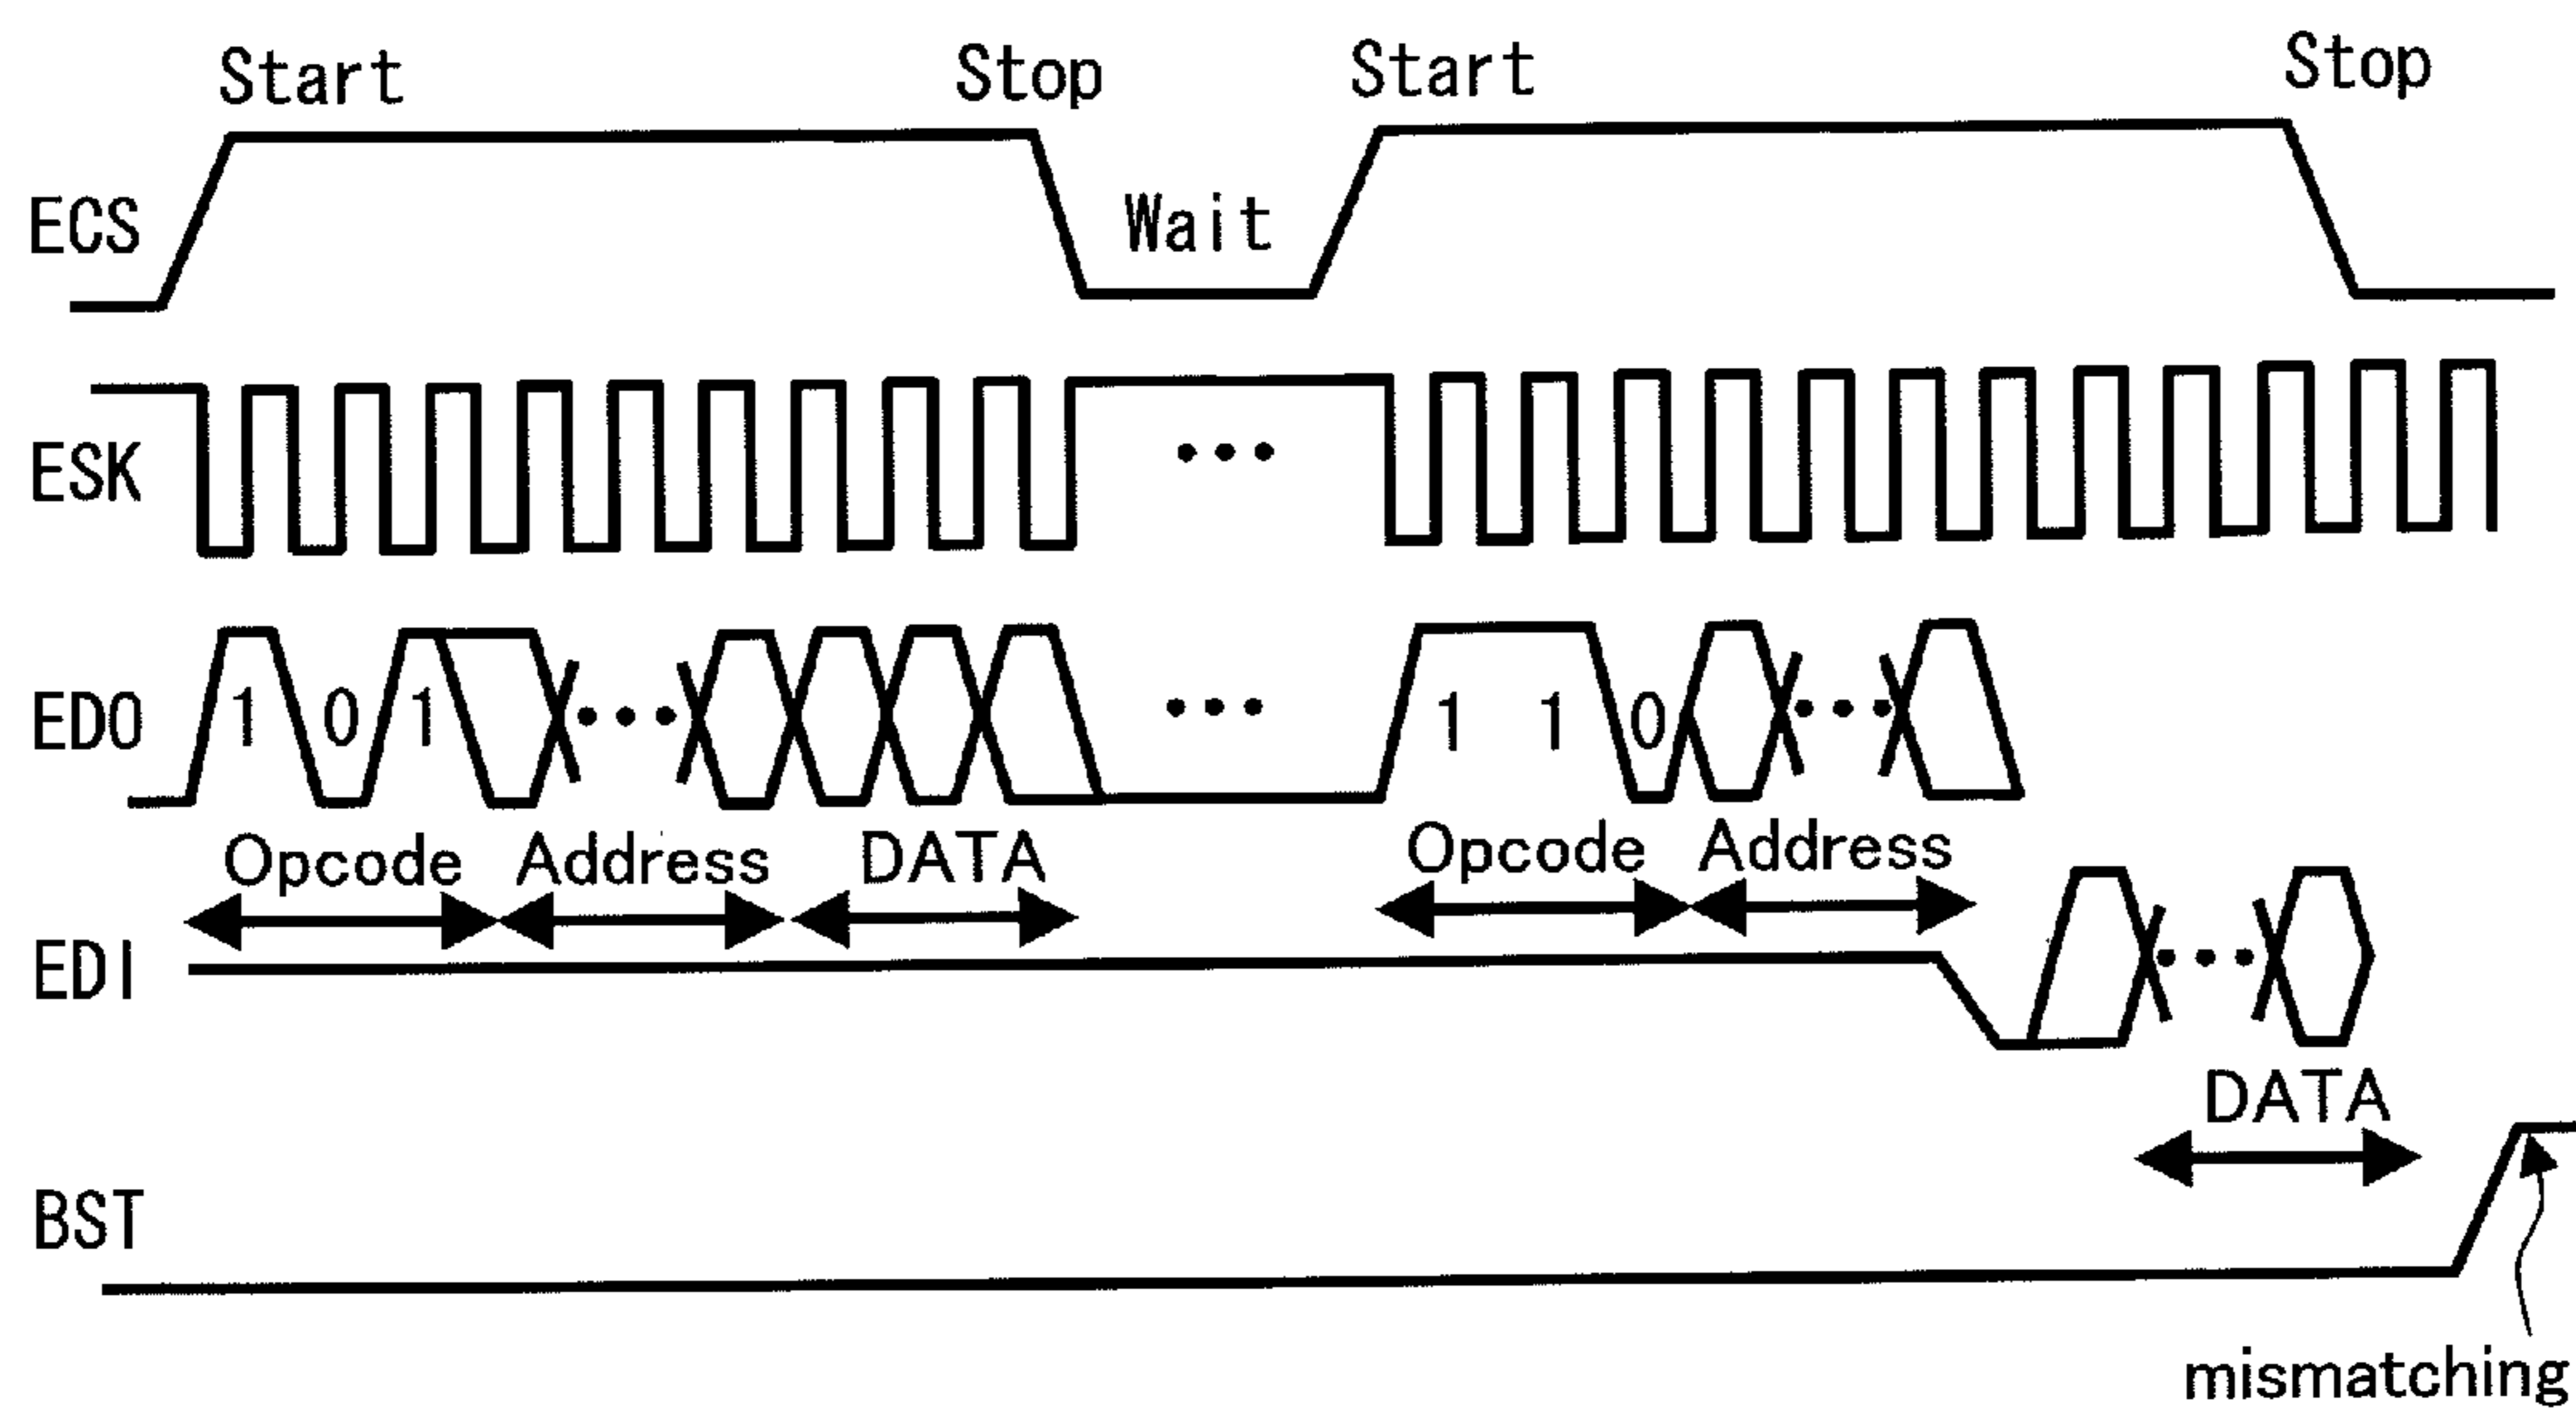 Start Stop Start Stop
ECS Wait
ESK ...
EDO 1 0 1 ... ... 1 1 0 ...
Opcode Address DATA Opcode Address
EDI ...
DATA
BST
mismatching